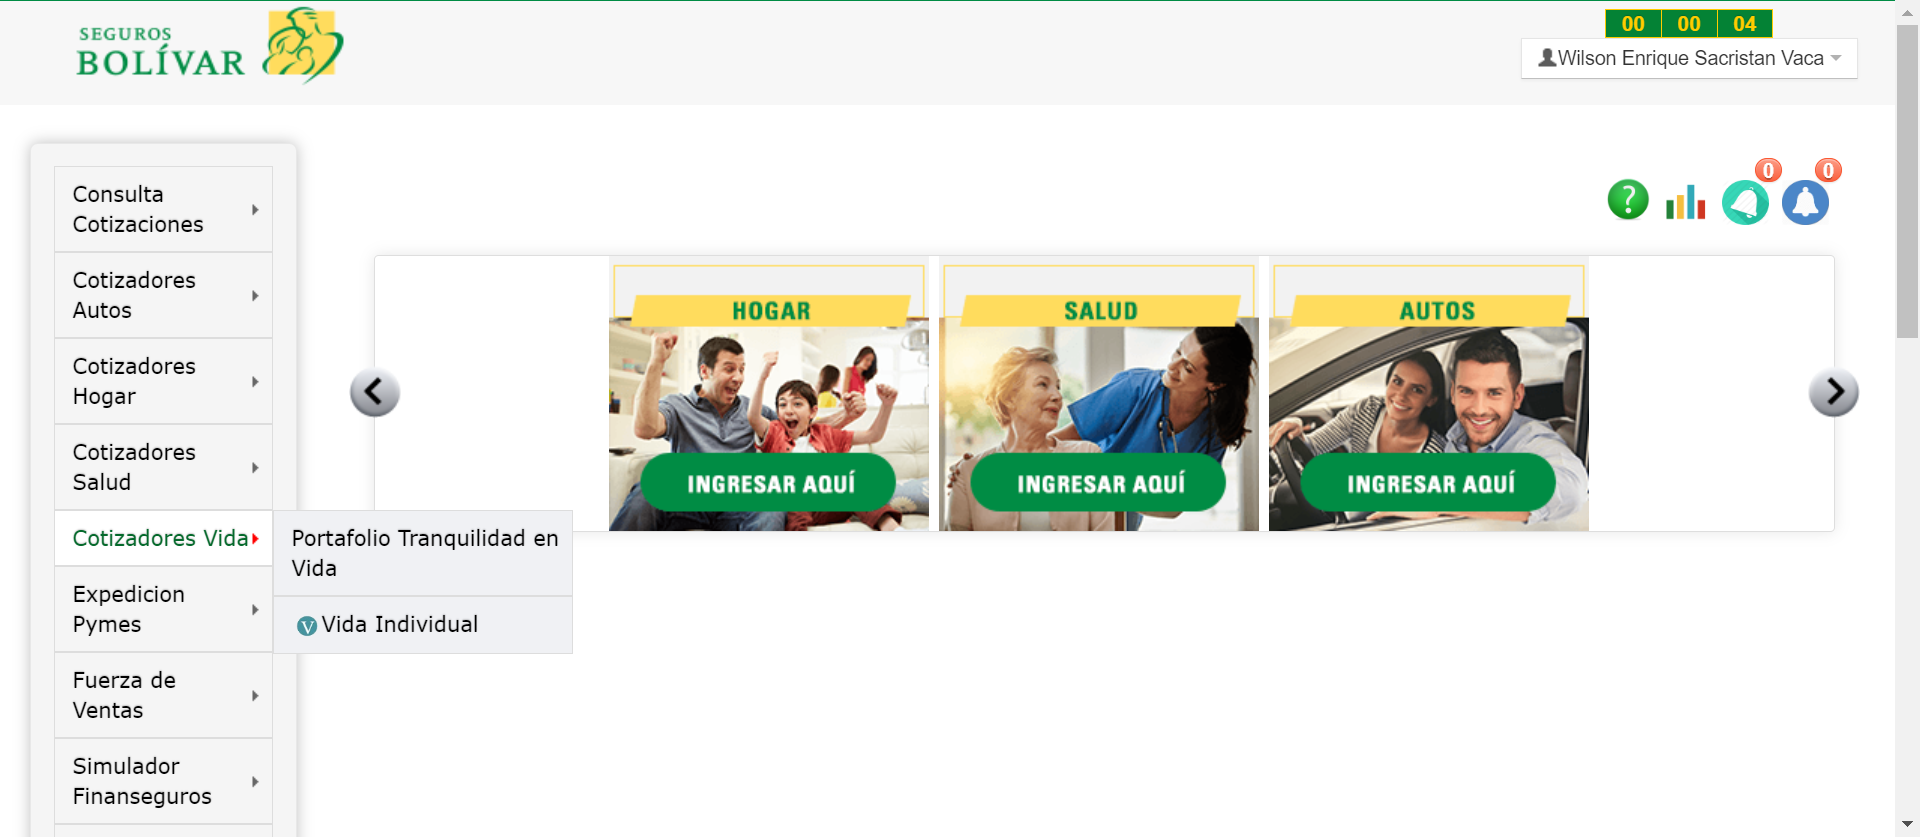 SEGUROS
BOLÍVAR
00 00 04
Wilson Enrique Sacristan Vaca
Consulta
Cotizaciones
Cotizadores
Autos
Cotizadores
Hogar
Cotizadores
Salud
Cotizadores Vida
Expedicion
Pymes
Fuerza de
Ventas
Simulador
Finanseguros
Portafolio Tranquilidad en
Vida
V Vida Individual
?
0
0
HOGAR
INGRESAR AQUÍ
SALUD
INGRESAR AQUÍ
AUTOS
INGRESAR AQUÍ